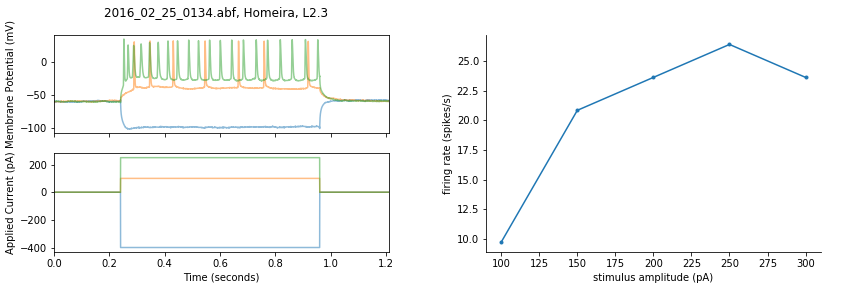 2016_02_25_0134.abf, Homeira, L2.3
Membrane Potential (mV)
0
−50
−100
Applied Current (pA)
200
0
−200
−400
0.0 0.2 0.4 0.6 0.8 1.0 1.2
Time (seconds)
firing rate (spikes/s)
25.0
22.5
20.0
17.5
15.0
12.5
10.0
100 125 150 175 200 225 250 275 300
stimulus amplitude (pA)